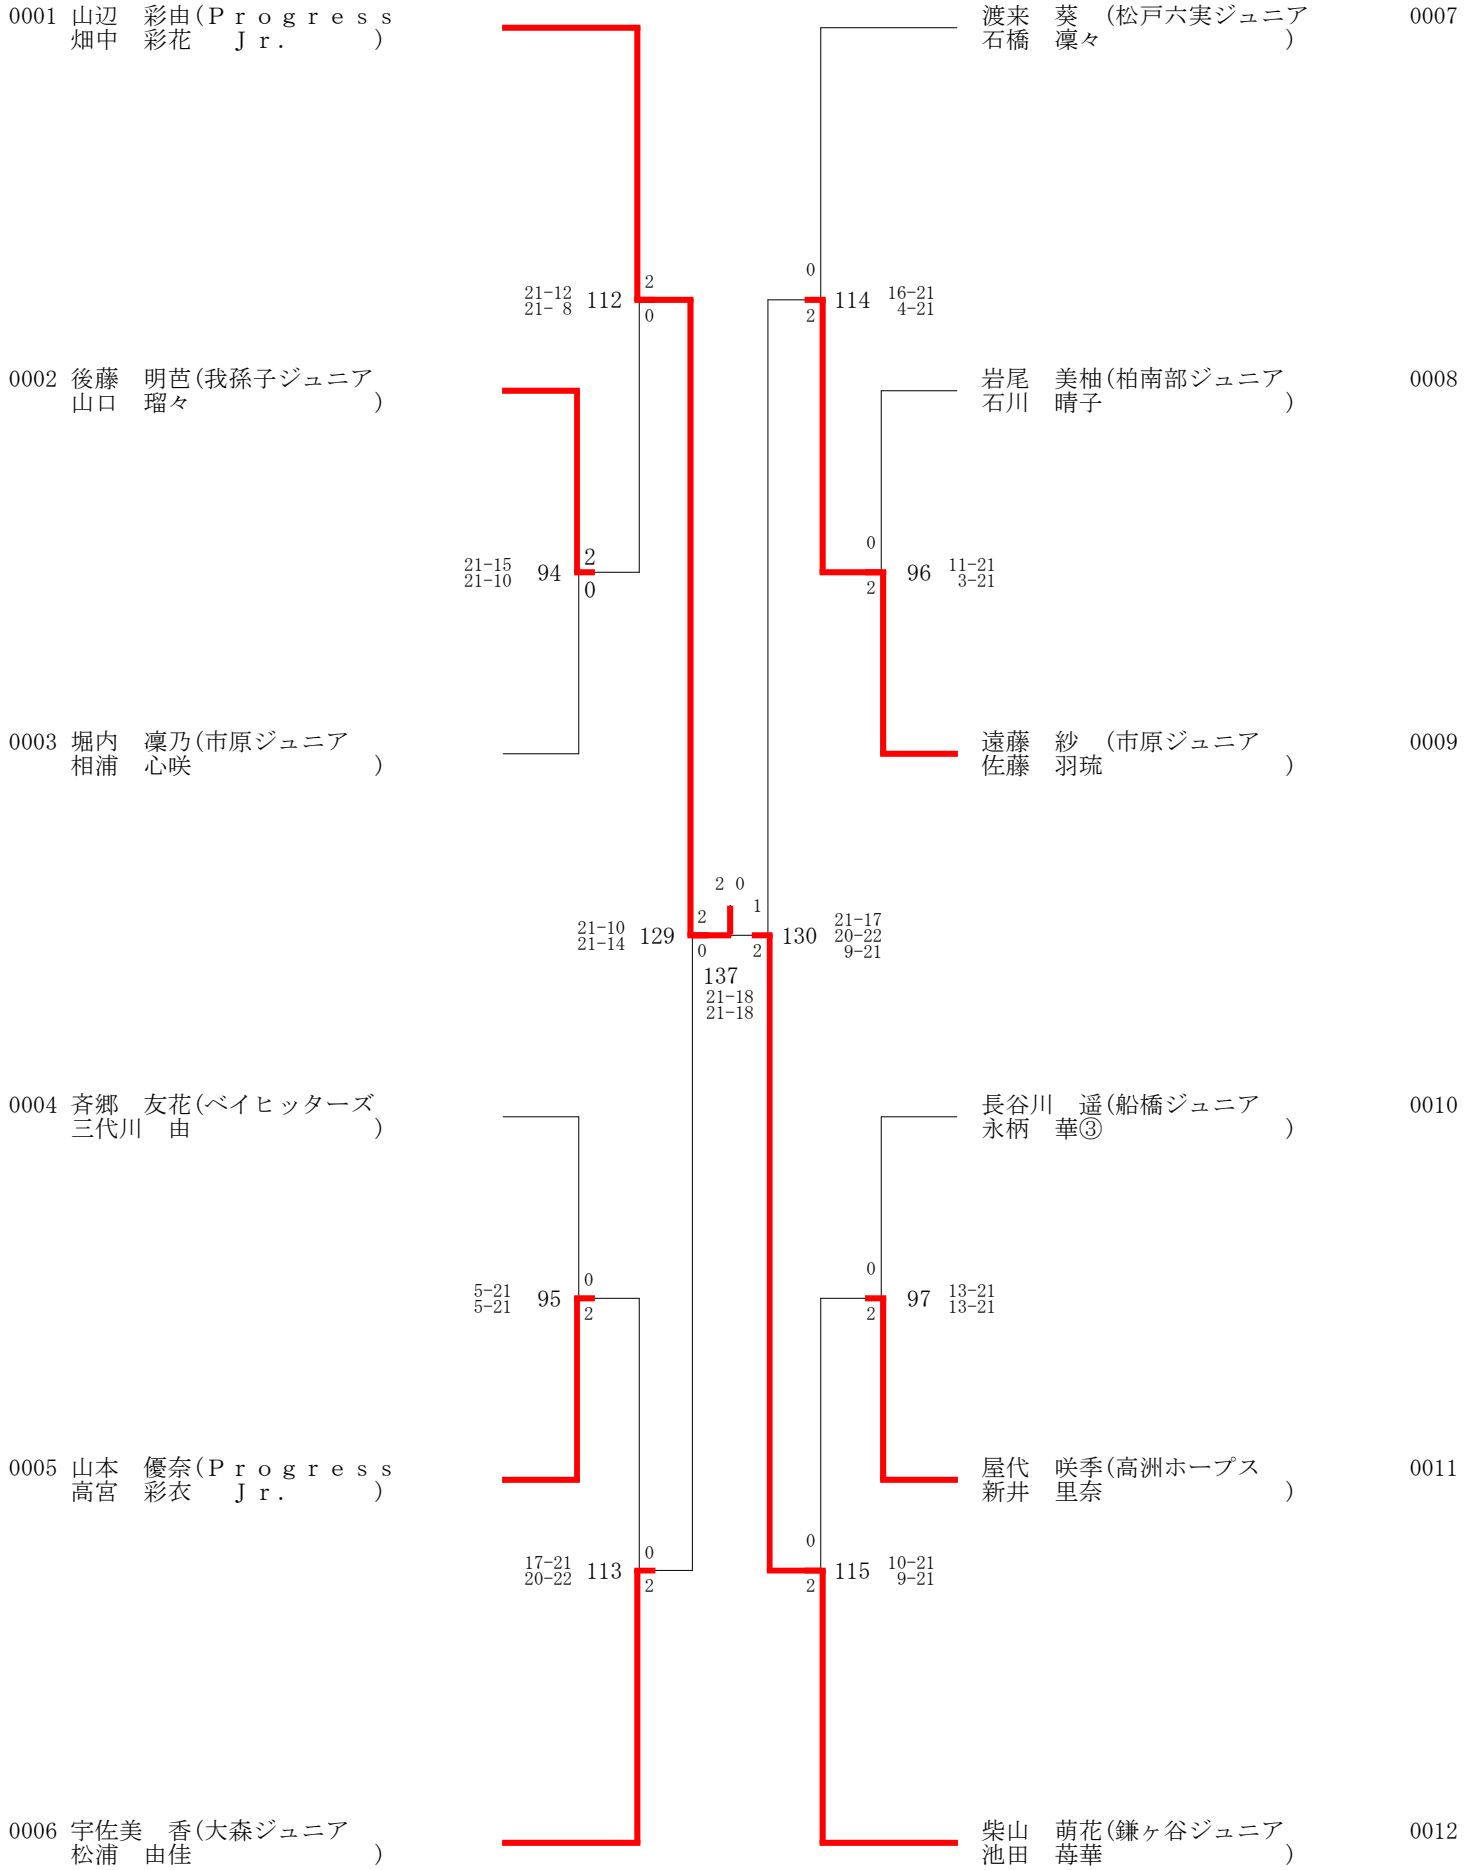 0001 山辺　彩由(Ｐｒｏｇｒｅｓｓ
畑中　彩花　Ｊｒ.　)
渡来　葵　(松戸六実ジュニア 0007
石橋　凜々　)
2
21-12
21- 8
112
0
0
114
16-21
4-21
2
0002 後藤　明芭(我孫子ジュニア
山口　瑠々　)
岩尾　美柚(柏南部ジュニア 0008
石川　晴子　)
21-15
21-10
94
2
0
0
96
11-21
3-21
2
0003 堀内　凜乃(市原ジュニア
相浦　心咲　)
遠藤　紗　(市原ジュニア 0009
佐藤　羽琉　)
2 0
21-10
21-14
129
2
0
1
2
130
21-17
20-22
9-21
137
21-18
21-18
0004 斉郷　友花(ベイヒッターズ
三代川　由　)
長谷川　遥(船橋ジュニア 0010
永柄　華③　)
5-21
5-21
95
0
2
0
2
97
13-21
13-21
0005 山本　優奈(Ｐｒｏｇｒｅｓｓ
高宮　彩衣　Ｊｒ.　)
屋代　咲季(高洲ホープス 0011
新井　里奈　)
17-21
20-22
113
0
2
0
2
115
10-21
9-21
0006 宇佐美　香(大森ジュニア
松浦　由佳　)
柴山　萌花(鎌ヶ谷ジュニア 0012
池田　苺華　)